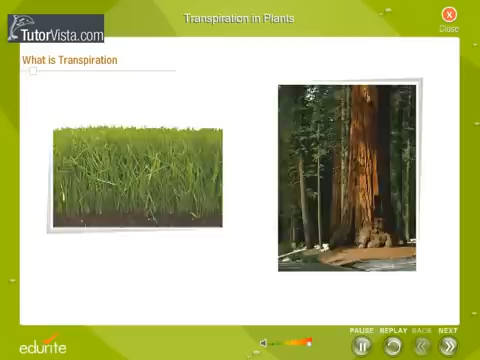 Transpiration in Plants
TutorVista.com
Close
What is Transpiration
PAUSE REPLAY BACK NEXT
edurite